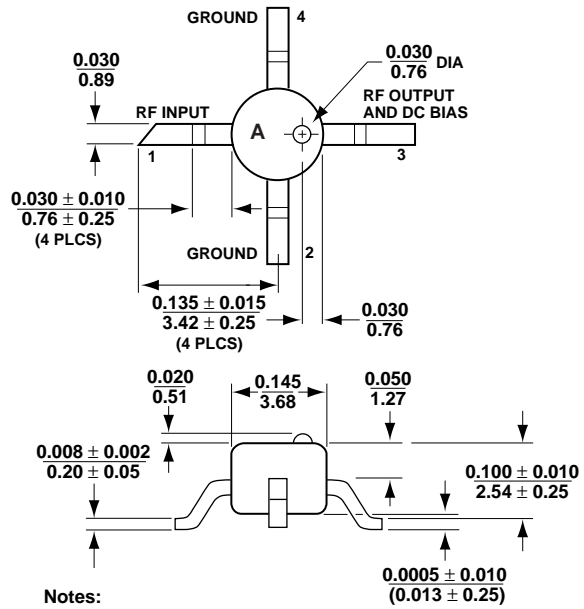 GROUND 4
0.030
0.89
0.030 DIA
0.76
RF INPUT
RF OUTPUT
AND DC BIAS
A
1
3
0.030 ± 0.010
0.76 ± 0.25
(4 PLCS)
GROUND 2
0.135 ± 0.015
3.42 ± 0.25
(4 PLCS)
0.030
0.76
0.020
0.51
0.145
3.68
0.050
1.27
0.008 ± 0.002
0.20 ± 0.05
0.100 ± 0.010
2.54 ± 0.25
0.0005 ± 0.010
(0.013 ± 0.25)
Notes: